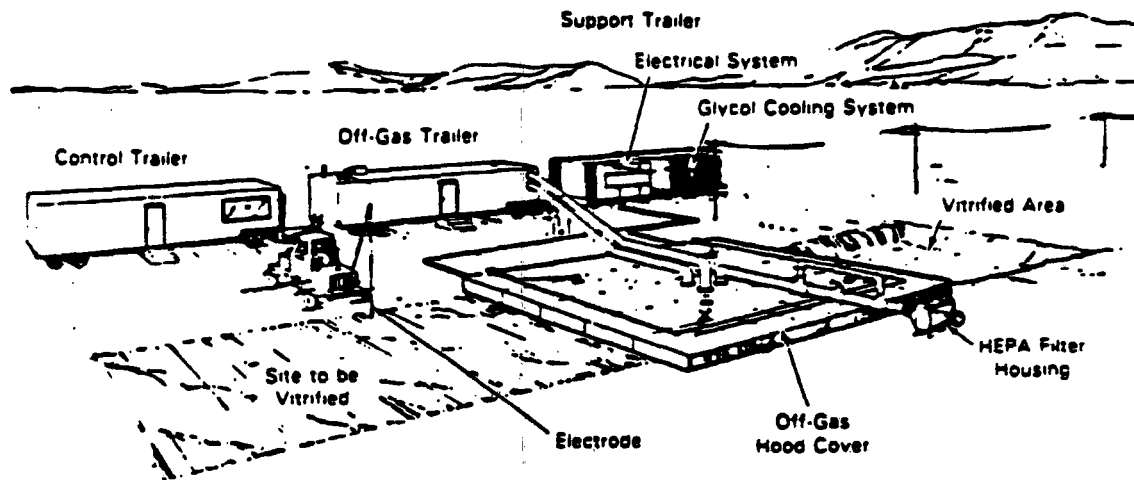 Support Trailer
Electrical System
Glycol Cooling System
Off-Gas Trailer
Control Trailer
Vitrified Area
HEPA Filter
Housing
Site to be
Vitrified
Off-Gas
Hood Cover
Electrode